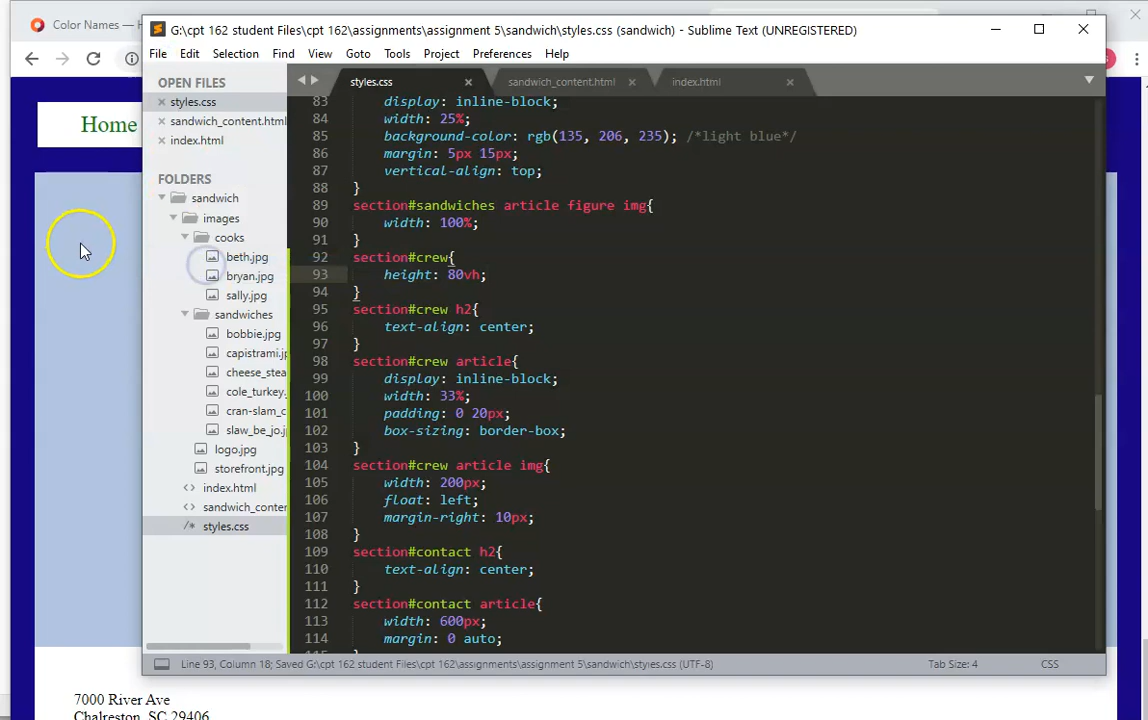 Color Names — H
G:\cpt 162 student Files\cpt 162\assignments\assignment 5\sandwich\styles.css (sandwich) - Sublime Text (UNREGISTERED)
File Edit Selection Find View Goto Tools Project Preferences Help
OPEN FILES
styles.css
sandwich_content.html
index.html
FOLDERS
sandwich
images
cooks
beth.jpg
bryan.jpg
sally.jpg
sandwiches
bobbie.jpg
capistrami.jp
cheese_stea
cole_turkey.
cran-slam_c
slaw_be_jo.j
logo.jpg
storefront.jpg
index.html
sandwich_conter
/* styles.css
styles.css sandwich_content.html index.html
83 display: inline-block;
84 width: 25%;
85 background-color: rgb(135, 206, 235); /*light blue*/
86 margin: 5px 15px;
87 vertical-align: top;
88 }
89 section#sandwiches article figure img{
90 width: 100%;
91 }
92 section#crew{
93 height: 80vh;
94 }
95 section#crew h2{
96 text-align: center;
97 }
98 section#crew article{
99 display: inline-block;
100 width: 33%;
101 padding: 0 20px;
102 box-sizing: border-box;
103 }
104 section#crew article img{
105 width: 200px;
106 float: left;
107 margin-right: 10px;
108 }
109 section#contact h2{
110 text-align: center;
111 }
112 section#contact article{
113 width: 600px;
114 margin: 0 auto;
Line 93, Column 18; Saved G:\cpt 162 student Files\cpt 162\assignments\assignment 5\sandwich\styles.css (UTF-8) Tab Size: 4 CSS
Home
7000 River Ave
Chalreston, SC 29406